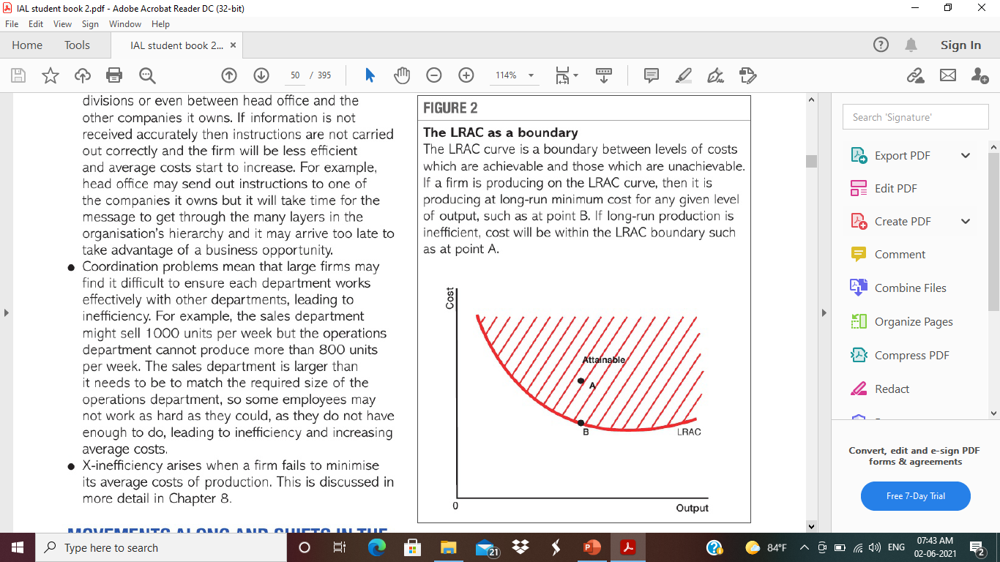 IAL student book 2.pdf - Adobe Acrobat Reader DC (32-bit)
File Edit View Sign Window Help
Home Tools IAL student book 2... ×
Sign In
50 / 395
114%
divisions or even between head office and the
other companies it owns. If information is not
received accurately then instructions are not carried
out correctly and the firm will be less efficient
and average costs start to increase. For example,
head office may send out instructions to one of
the companies it owns but it will take time for the
message to get through the many layers in the
organisation's hierarchy and it may arrive too late to
take advantage of a business opportunity.
● Coordination problems mean that large firms may
find it difficult to ensure each department works
effectively with other departments, leading to
inefficiency. For example, the sales department
might sell 1000 units per week but the operations
department cannot produce more than 800 units
per week. The sales department is larger than
it needs to be to match the required size of the
operations department, so some employees may
not work as hard as they could, as they do not have
enough to do, leading to inefficiency and increasing
average costs.
● X-inefficiency arises when a firm fails to minimise
its average costs of production. This is discussed in
more detail in Chapter 8.
MOVEMENTS ALONG AND SHIFTS IN THE
FIGURE 2
The LRAC as a boundary
The LRAC curve is a boundary between levels of costs
which are achievable and those which are unachievable.
If a firm is producing on the LRAC curve, then it is
producing at long-run minimum cost for any given level
of output, such as at point B. If long-run production is
inefficient, cost will be within the LRAC boundary such
as at point A.
Cost
Attainable
A
B
LRAC
0
Output
Search 'Signature'
Export PDF
Edit PDF
Create PDF
Comment
Combine Files
Organize Pages
Compress PDF
Redact
Convert, edit and e-sign PDF
forms & agreements
Free 7-Day Trial
Type here to search
21
84°F
ENG
07:43 AM
02-06-2021
2